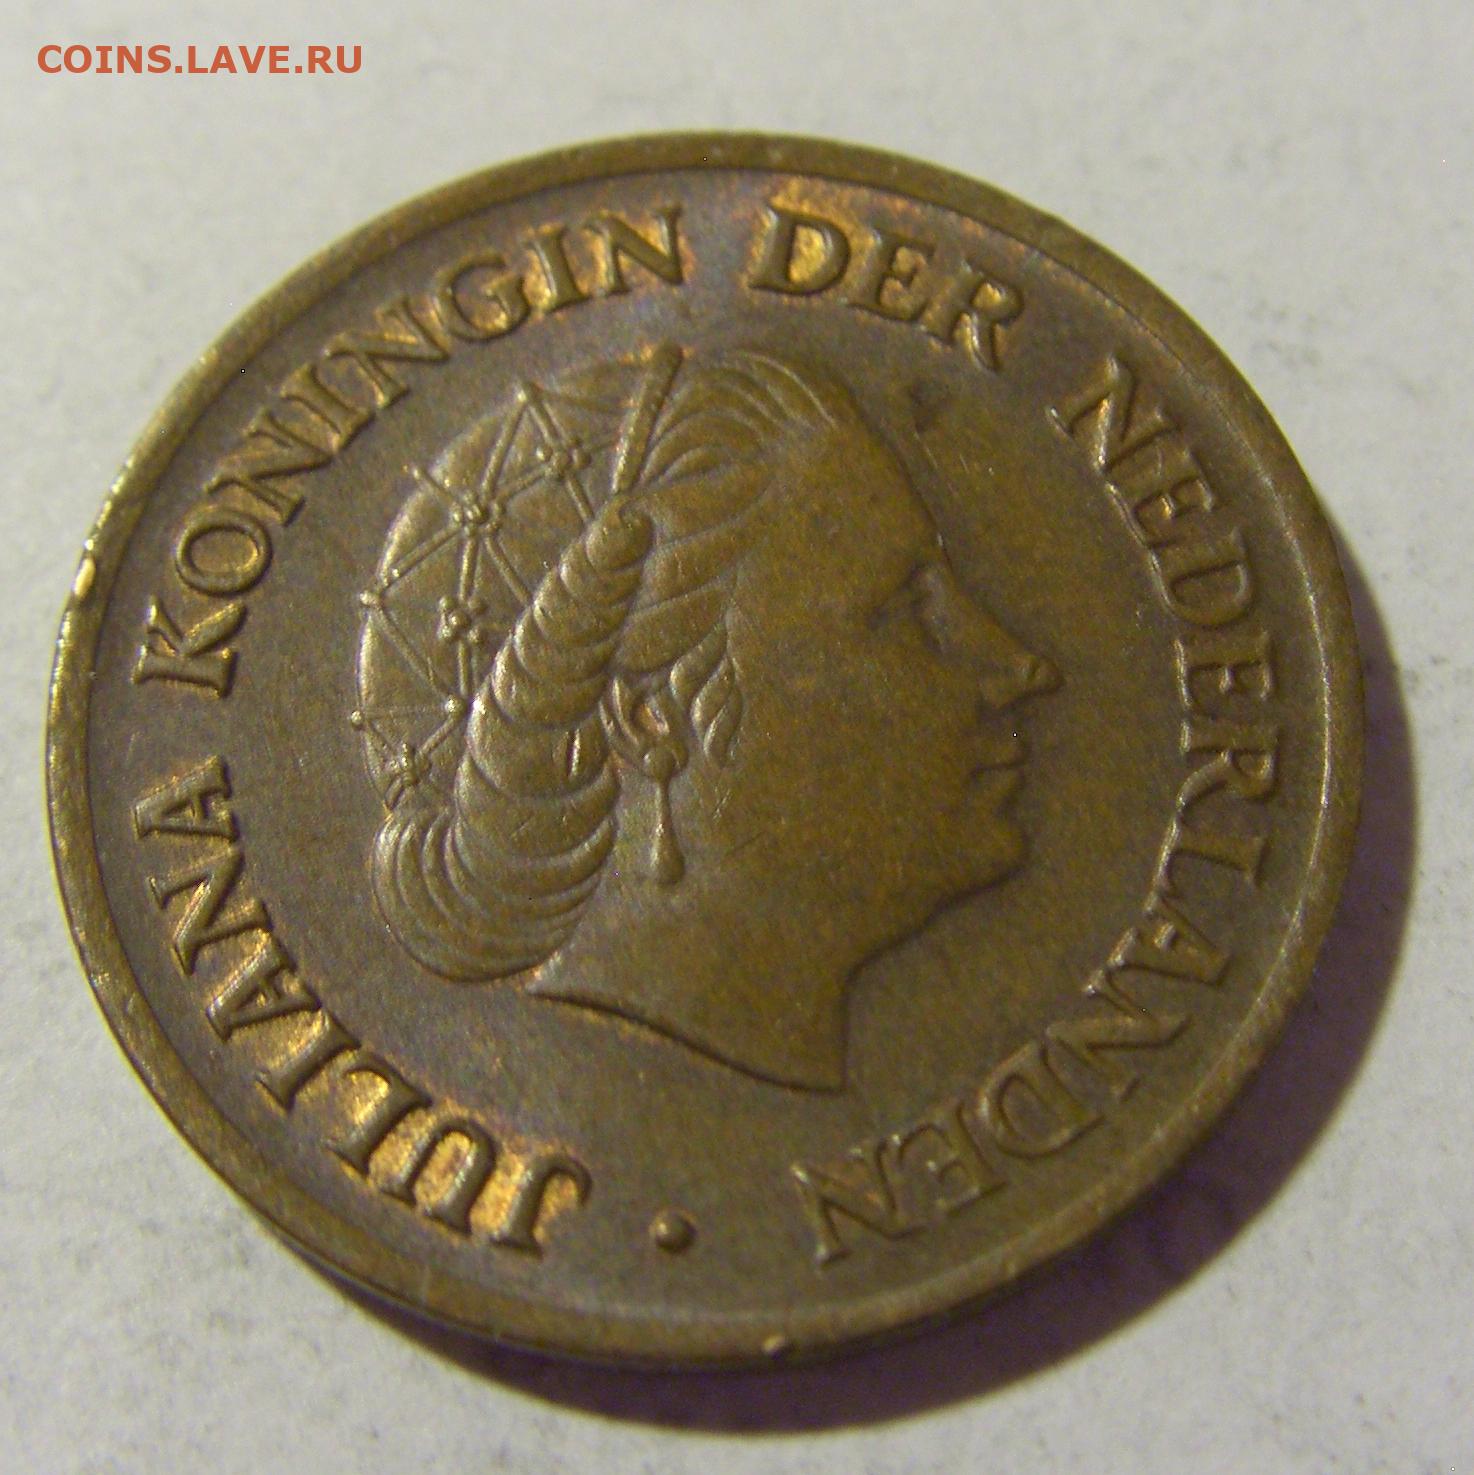 COINS.LAVE.RU
JULIANA KONINGIN DER NEDERLANDEN •